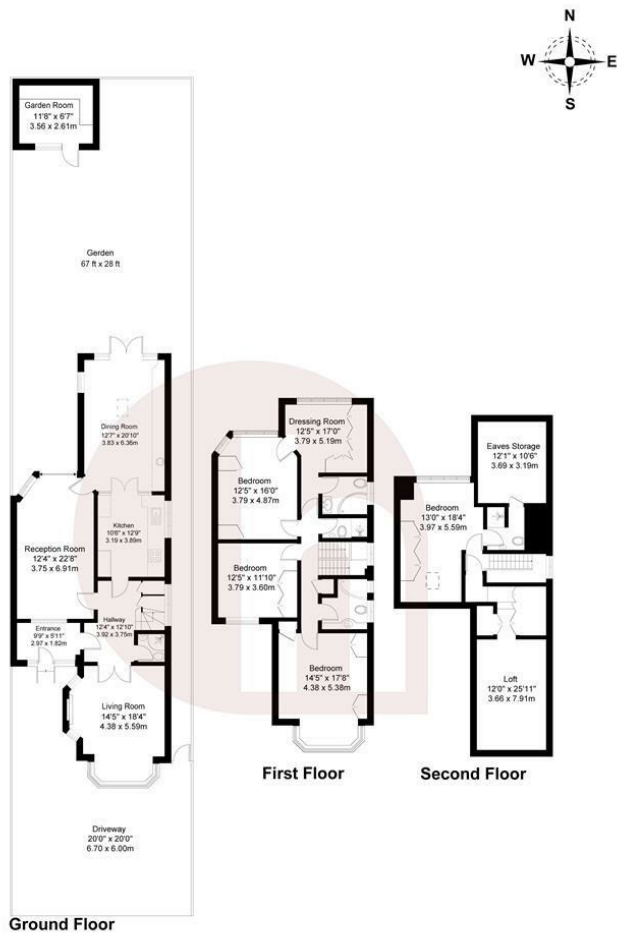 N
W
E
S
Garden Room
11'8" x 6'7"
3.56 x 2.61m
Gerden
67 ft x 28 ft
Dining Room
12'7" x 20'10"
3.83 x 6.36m
Kitchen
10'6" x 12'9"
3.19 x 3.89m
Reception Room
12'4" x 22'8"
3.75 x 6.91m
Hallway
12'4" x 12'10"
3.92 x 3.75m
Entrance
9'9" x 5'11"
2.97 x 1.82m
Living Room
14'5" x 18'4"
4.38 x 5.59m
Driveway
20'0" x 20'0"
6.70 x 6.00m
Ground Floor
Dressing Room
12'5" x 17'0"
3.79 x 5.19m
Bedroom
12'5" x 16'0"
3.79 x 4.87m
Bedroom
12'5" x 11'10"
3.79 x 3.60m
Bedroom
14'5" x 17'8"
4.38 x 5.38m
First Floor
Eaves Storage
12'1" x 10'6"
3.69 x 3.19m
Bedroom
13'0" x 18'4"
3.97 x 5.59m
Loft
12'0" x 25'11"
3.66 x 7.91m
Second Floor